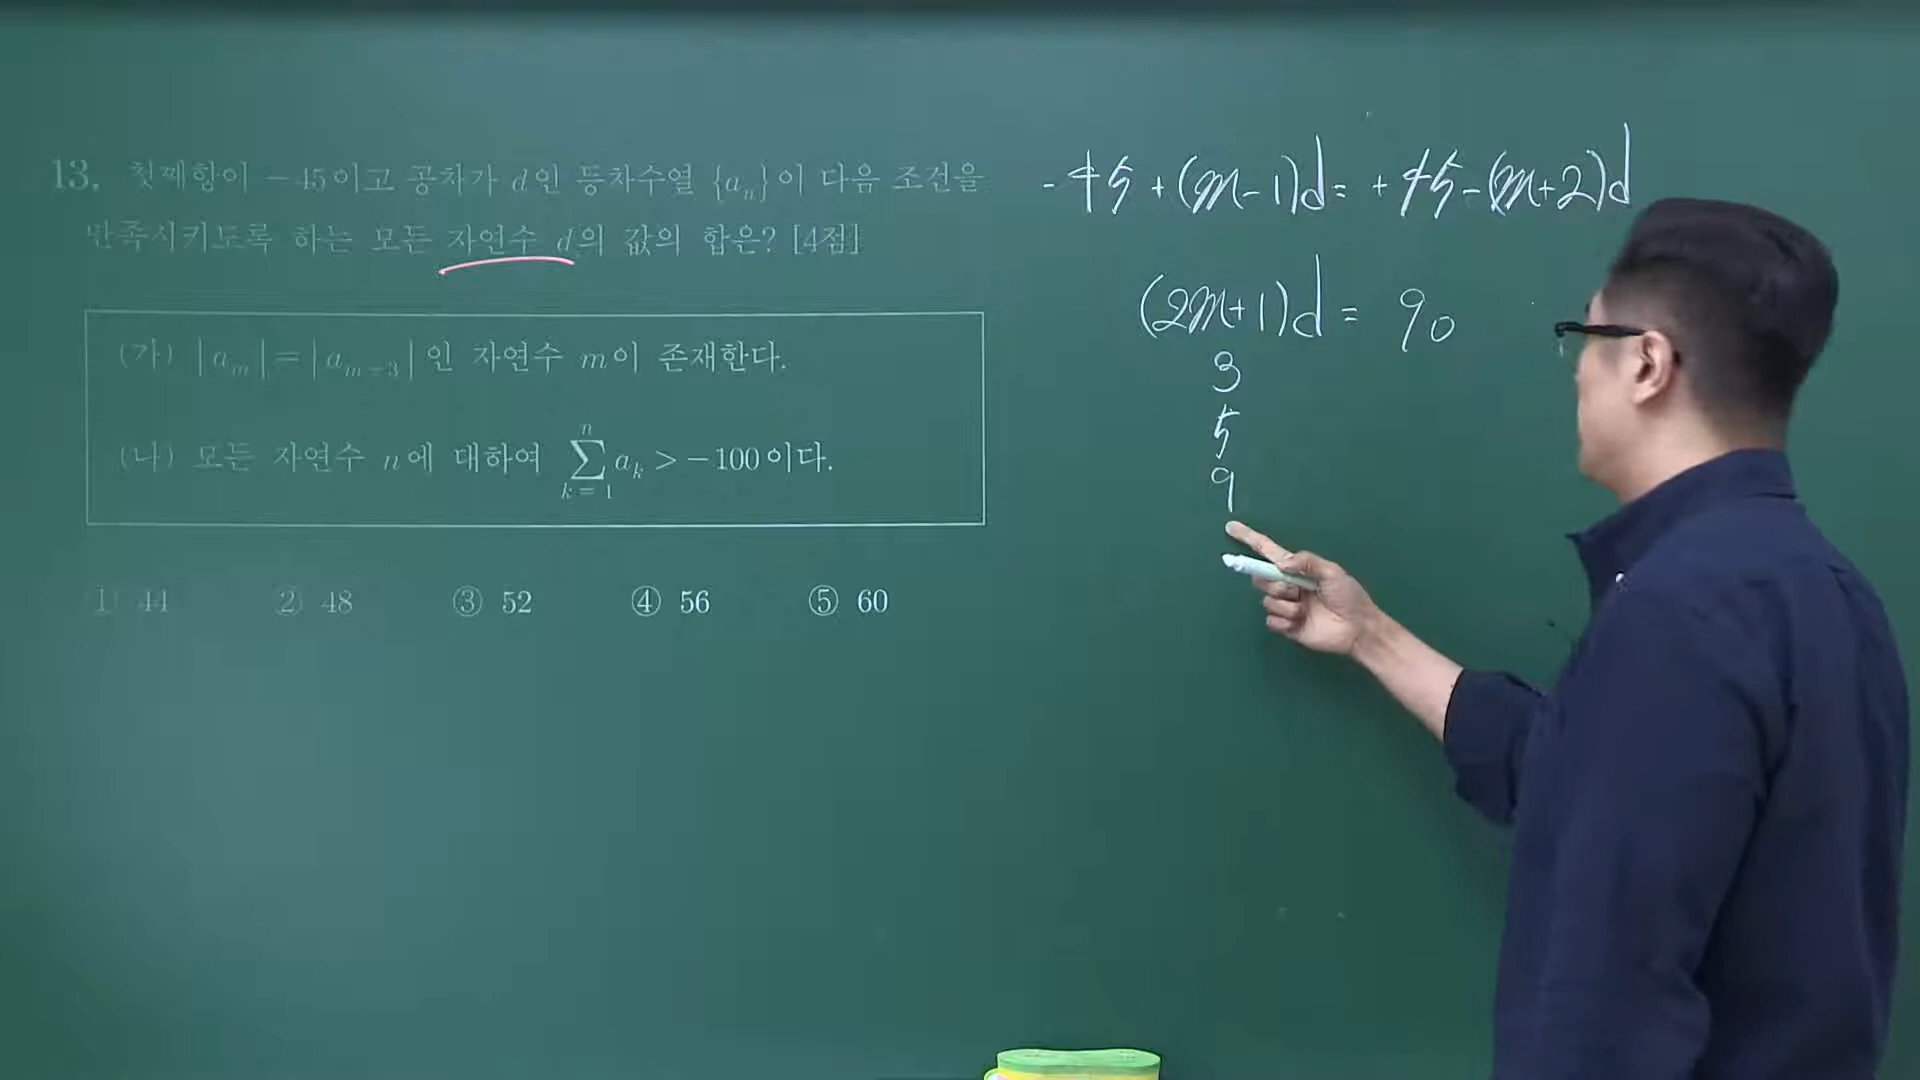 13. 첫째항이 -45이고 공차가 d인 등차수열 {aₙ}이 다음 조건을
만족시키도록 하는 모든 자연수 d의 값의 합은? [4점]
(가) |aₘ|=|aₘ₊₃|인 자연수 m이 존재한다.
(나) 모든 자연수 n에 대하여 ∑_{k=1}^{n} aₖ > -100이다.
① 44 ② 48 ③ 52 ④ 56 ⑤ 60
-45+(m-1)d=+45-(m+2)d
(2m+1)d=90
3
5
9